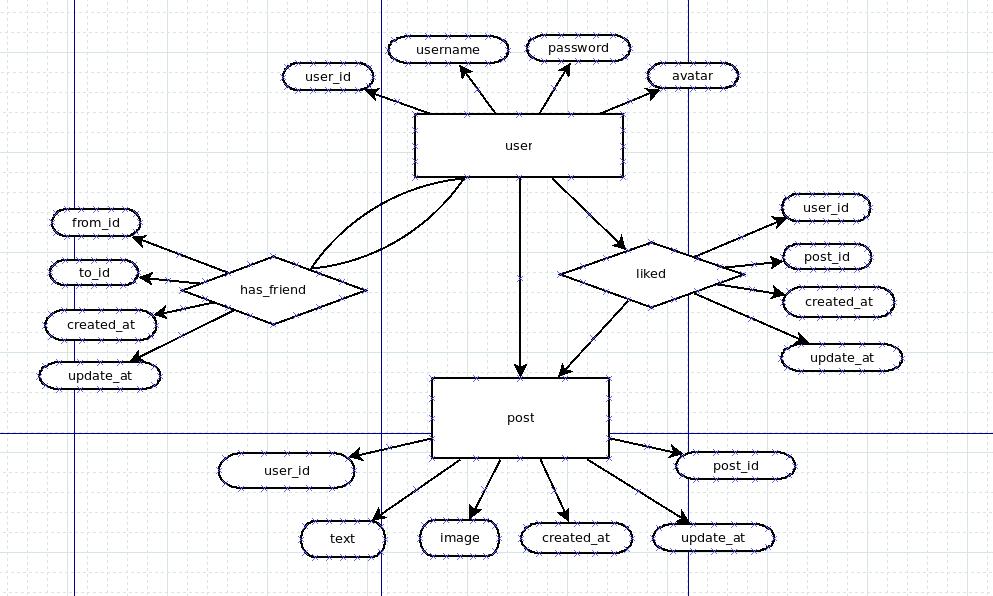 username
password
user_id
avatar
user
from_id
to_id
created_at
update_at
has_friend
liked
user_id
post_id
created_at
update_at
post
user_id
post_id
text
image
created_at
update_at